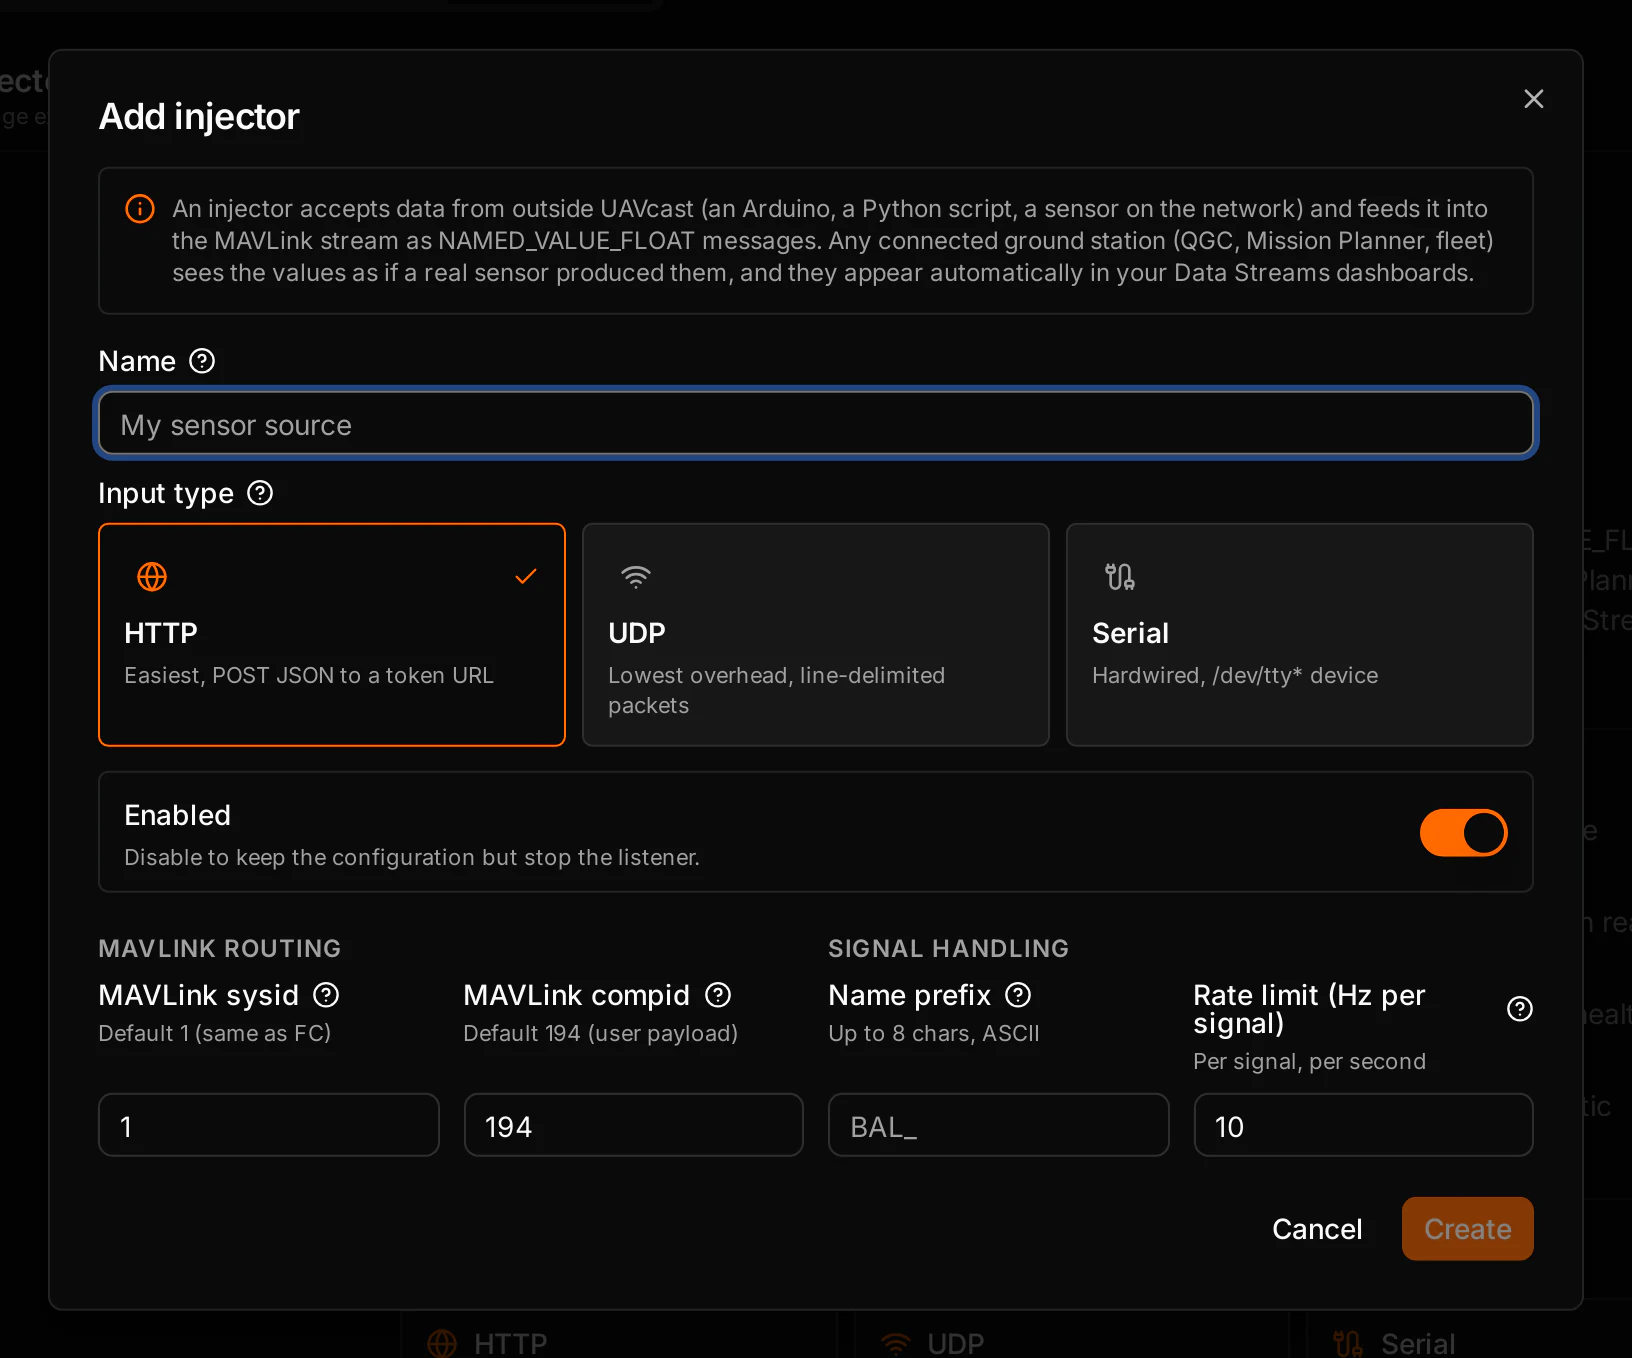 Add injector
An injector accepts data from outside UAVcast (an Arduino, a Python script, a sensor on the network) and feeds it into
the MAVLink stream as NAMED_VALUE_FLOAT messages. Any connected ground station (QGC, Mission Planner, fleet)
sees the values as if a real sensor produced them, and they appear automatically in your Data Streams dashboards.
Name
My sensor source
Input type
HTTP
Easiest, POST JSON to a token URL
UDP
Lowest overhead, line-delimited
packets
Serial
Hardwired, /dev/tty* device
Enabled
Disable to keep the configuration but stop the listener.
MAVLINK ROUTING
SIGNAL HANDLING
MAVLink sysid
Default 1 (same as FC)
1
MAVLink compid
Default 194 (user payload)
194
Name prefix
Up to 8 chars, ASCII
BAL_
Rate limit (Hz per
signal)
Per signal, per second
10
Cancel
Create
HTTP
UDP
Serial